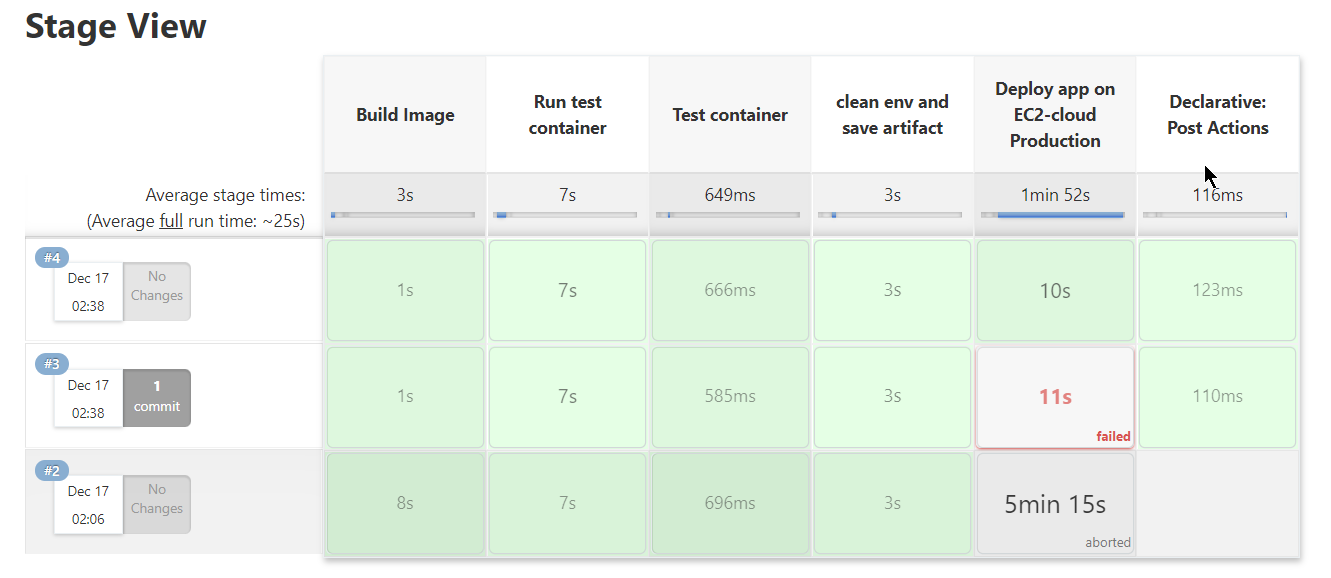 Stage View
Build Image
Run test
container
Test container
clean env and
save artifact
Deploy app on
EC2-cloud
Production
Declarative:
Post Actions
Average stage times:
(Average full run time: ~25s)
3s
7s
649ms
3s
1min 52s
116ms
#4
Dec 17
02:38
No
Changes
1s
7s
666ms
3s
10s
123ms
#3
Dec 17
02:38
1
commit
1s
7s
585ms
3s
11s
failed
110ms
#2
Dec 17
02:06
No
Changes
8s
7s
696ms
3s
5min 15s
aborted